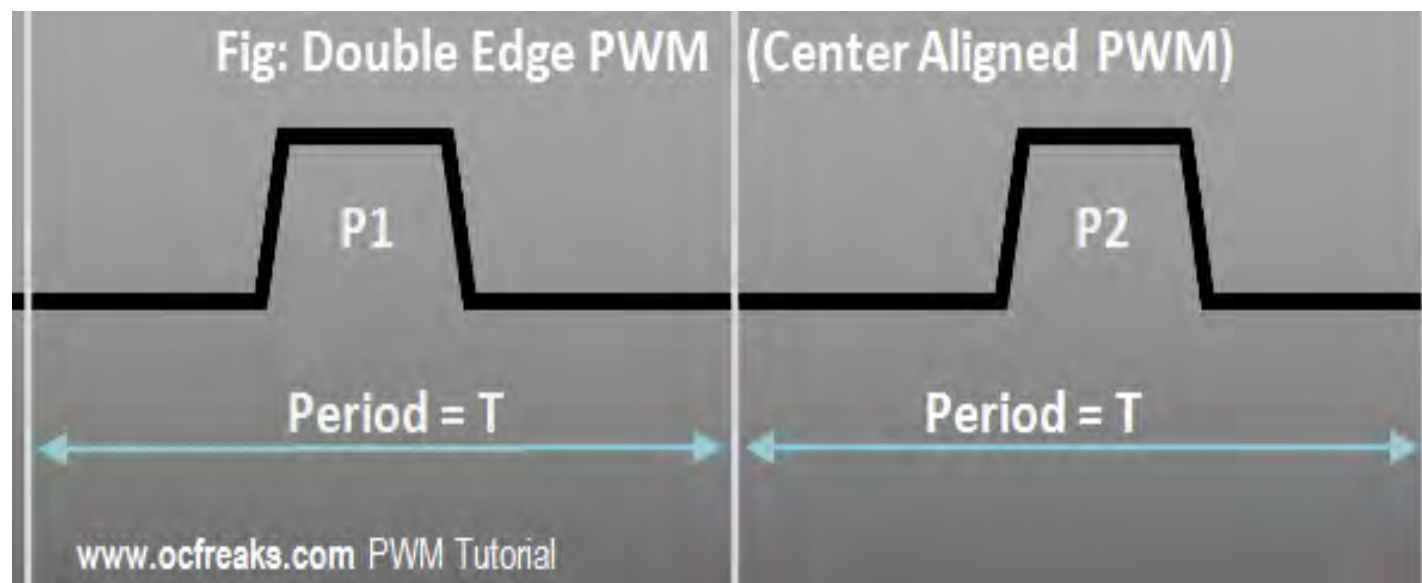 Fig: Double Edge PWM (Center Aligned PWM)
P1 P2
Period = T Period = T
www.ocfreaks.com PWM Tutorial